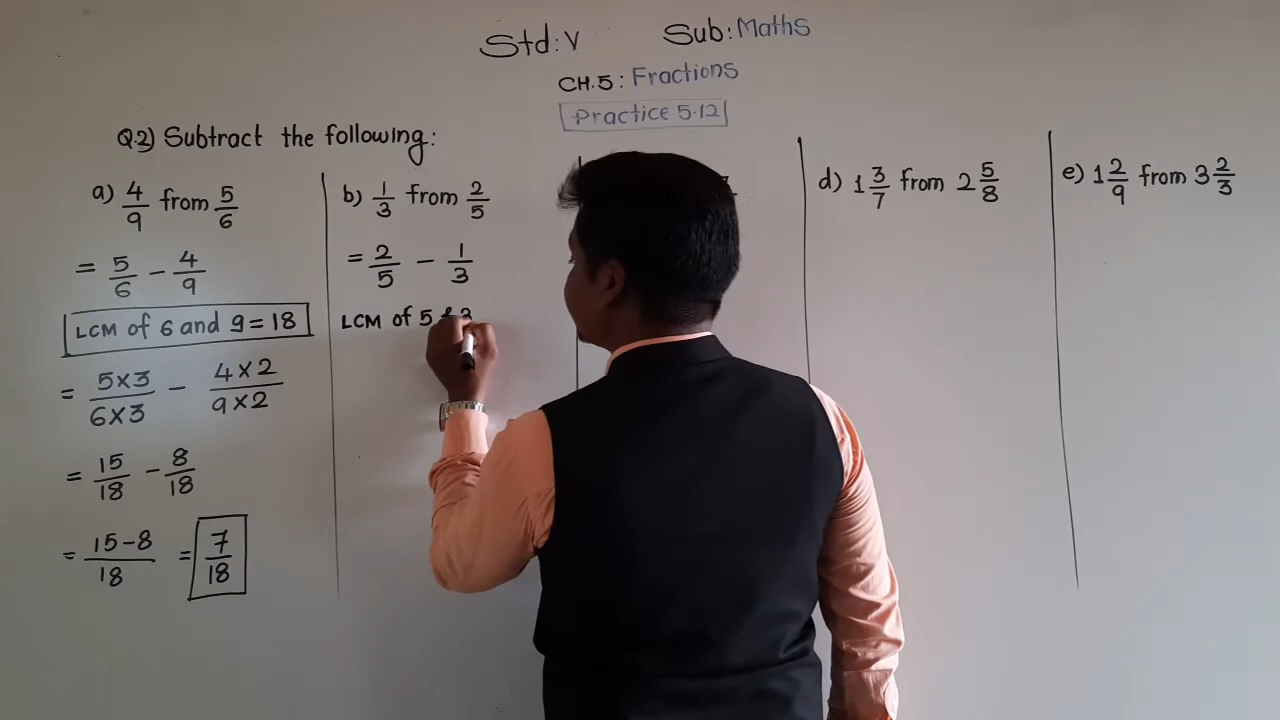 Std: V Sub: Maths
CH.5: Fractions
Practice 5.12
Q.2) Subtract the following:
a) 4/9 from 5/6
= 5/6 - 4/9
LCM of 6 and 9 = 18
= 5×3/6×3 - 4×2/9×2
= 15/18 - 8/18
= 15-8/18 = 7/18
b) 1/3 from 2/5
= 2/5 - 1/3
LCM of 5 & 3
d) 1 3/7 from 2 5/8
e) 1 2/9 from 3 2/3